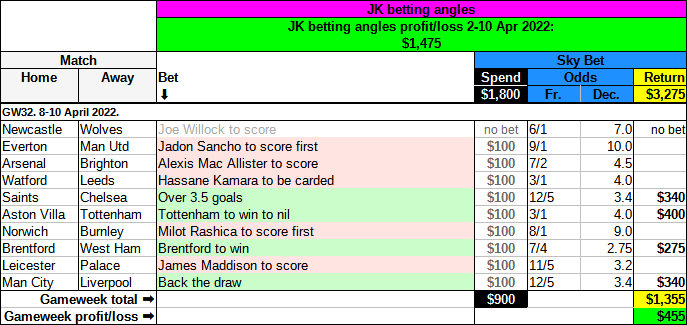 JK betting angles
JK betting angles profit/loss 2-10 Apr 2022:
$1,475
Match Sky Bet
Home Away Bet Spend Odds Return
⬇ $1,800 Fr. Dec. $3,275
GW32. 8-10 April 2022.
Newcastle Wolves Joe Willock to score no bet 6/1 7.0 no bet
Everton Man Utd Jadon Sancho to score first $100 9/1 10.0
Arsenal Brighton Alexis Mac Allister to score $100 7/2 4.5
Watford Leeds Hassane Kamara to be carded $100 3/1 4.0
Saints Chelsea Over 3.5 goals $100 12/5 3.4 $340
Aston Villa Tottenham Tottenham to win to nil $100 3/1 4.0 $400
Norwich Burnley Milot Rashica to score first $100 8/1 9.0
Brentford West Ham Brentford to win $100 7/4 2.75 $275
Leicester Palace James Maddison to score $100 11/5 3.2
Man City Liverpool Back the draw $100 12/5 3.4 $340
Gameweek total ➡ $900 $1,355
Gameweek profit/loss ➡ $455